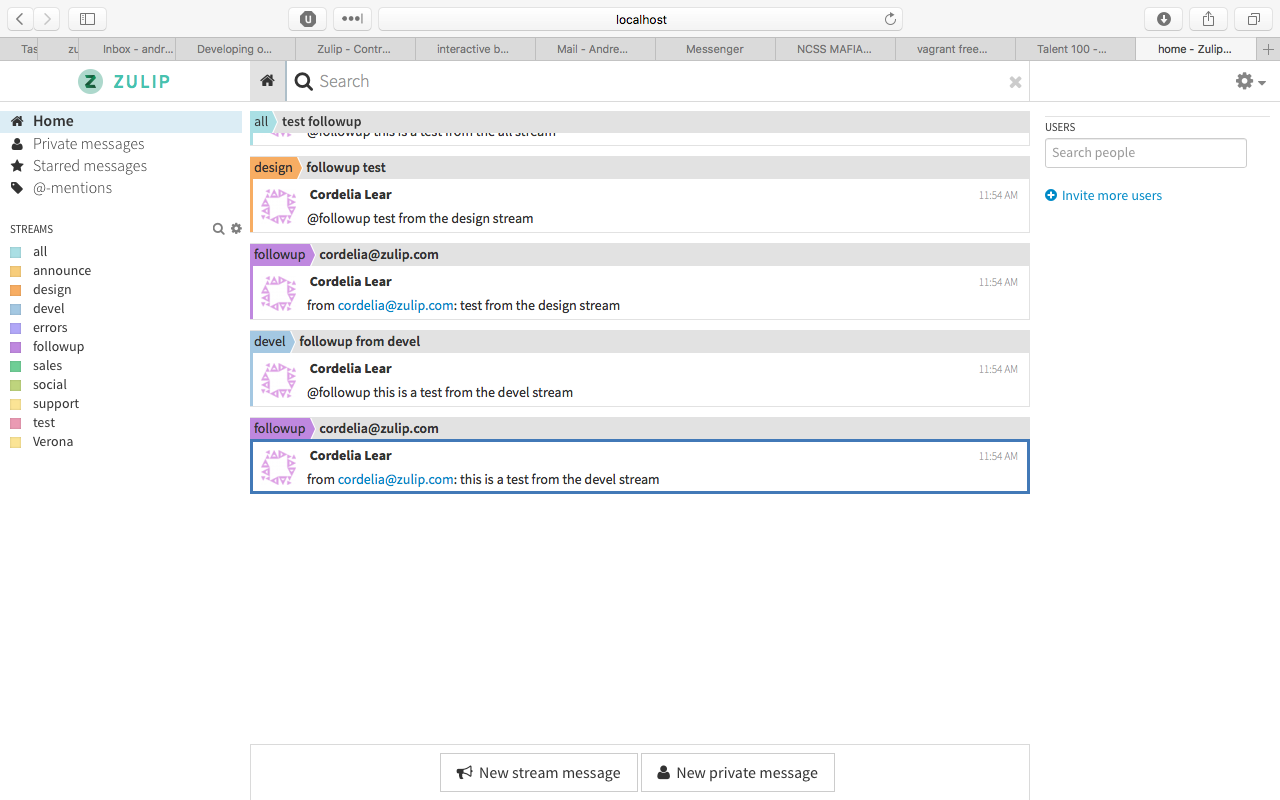 localhost
Tas
zu
Inbox - andr...
Developing o...
Zulip - Contr...
interactive b...
Mail - Andre...
Messenger
NCSS MAFIA...
vagrant free...
Talent 100 -...
home - Zulip...
Z ZULIP
Search
Home
Private messages
Starred messages
@-mentions
STREAMS
all
announce
design
devel
errors
followup
sales
social
support
test
Verona
all test followup
@followup this is a test from the all stream
design followup test
Cordelia Lear 11:54 AM
@followup test from the design stream
followup cordelia@zulip.com
Cordelia Lear 11:54 AM
from cordelia@zulip.com: test from the design stream
devel followup from devel
Cordelia Lear 11:54 AM
@followup this is a test from the devel stream
followup cordelia@zulip.com
Cordelia Lear 11:54 AM
from cordelia@zulip.com: this is a test from the devel stream
New stream message
New private message
USERS
Search people
Invite more users